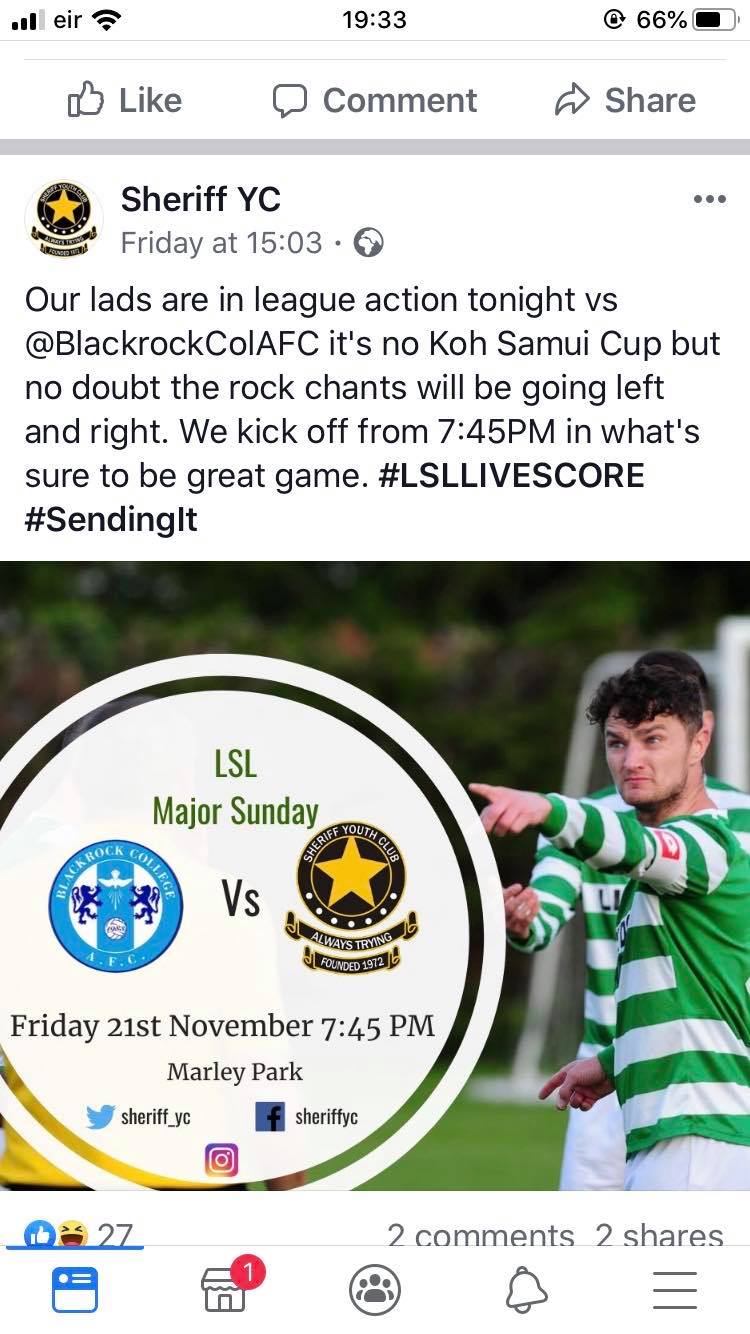 eir 19:33 66%
Like Comment Share
Sheriff YC
Friday at 15:03 ·
Our lads are in league action tonight vs
@BlackrockColAFC it's no Koh Samui Cup but
no doubt the rock chants will be going left
and right. We kick off from 7:45PM in what's
sure to be great game. #LSLLIVESCORE
#SendingIt
LSL
Major Sunday
BLACKROCK COLLEGE
A.F.C.
Vs
SHERIFF YOUTH CLUB
ALWAYS TRYING
FOUNDED 1972
Friday 21st November 7:45 PM
Marley Park
sheriff_yc sheriffyc
27 2 comments 2 shares
1